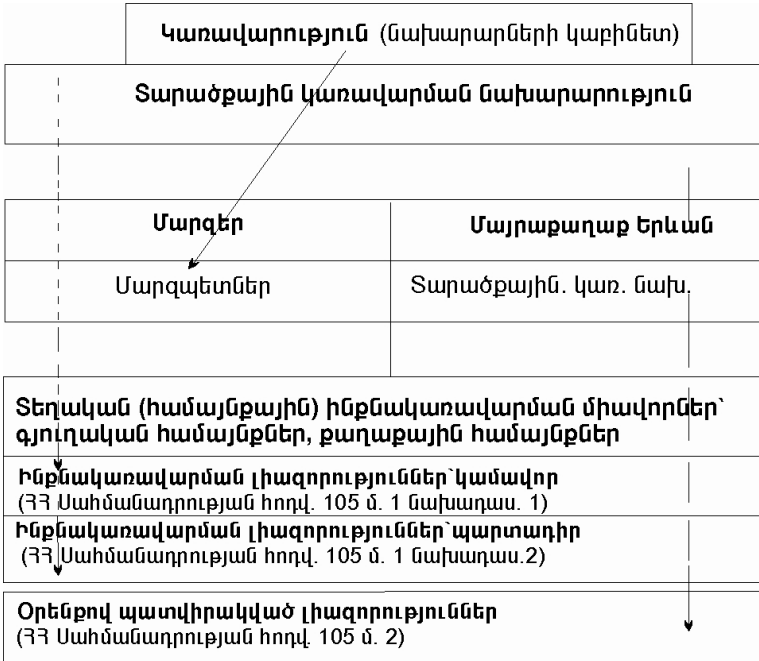 Կառավարություն (նախարարների կաբինետ)
Տարածքային կառավարման նախարարություն
Մարզեր
Մայրաքաղաք Երևան
Մարզպետներ
Տարածքային. կառ. նախ.
Տեղական (համայնքային) ինքնակառավարման միավորներ՝
գյուղական համայնքներ, քաղաքային համայնքներ
Ինքնակառավարման լիազորություններ՝կամավոր
(ՀՀ Սահմանադրության հոդվ. 105 մ. 1 նախադաս. 1)
Ինքնակառավարման լիազորություններ՝պարտադիր
(ՀՀ Սահմանադրության հոդվ. 105 մ. 1 նախադաս.2)
Օրենքով պատվիրակված լիազորություններ
(ՀՀ Սահմանադրության հոդվ. 105 մ. 2)